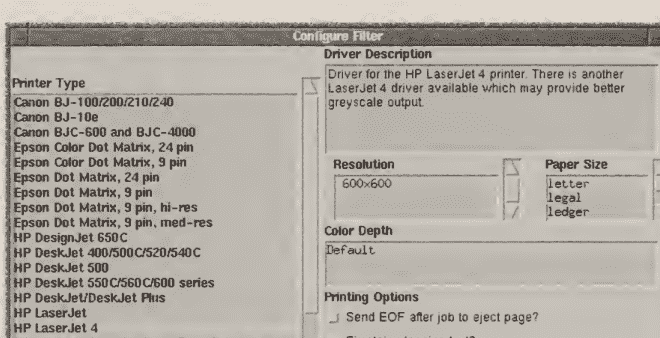 Configure Filter
Printer Type
Canon BJ-100/200/210/240
Canon BJ-10e
Canon BJC-600 and BJC-4000
Epson Color Dot Matrix, 24 pin
Epson Color Dot Matrix, 9 pin
Epson Dot Matrix, 24 pin
Epson Dot Matrix, 9 pin
Epson Dot Matrix, 9 pin, hi-res
Epson Dot Matrix, 9 pin, med-res
HP DesignJet 650C
HP DeskJet 400/500C/520/540C
HP DeskJet 500
HP DeskJet 550C/560C/600 series
HP DeskJet/DeskJet Plus
HP LaserJet
HP LaserJet 4
Driver Description
Driver for the HP LaserJet 4 printer. There is another
LaserJet 4 driver available which may provide better
greyscale output.
Resolution
600x600
Paper Size
letter
legal
ledger
Color Depth
Default
Printing Options
Send EOF after job to eject page?